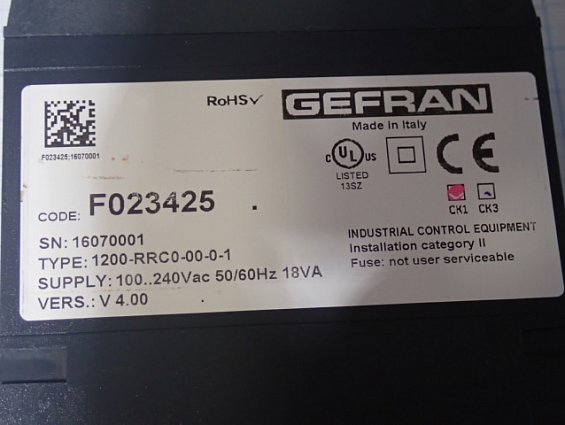 RoHS✓
GEFRAN
Made in Italy
F023425;16070001
C UL US
LISTED
13SZ
CE
CODE: F023425 .
CK1 CK3
SN: 16070001
TYPE: 1200-RRC0-00-0-1
SUPPLY: 100..240Vac 50/60Hz 18VA
VERS.: V 4.00
INDUSTRIAL CONTROL EQUIPMENT
Installation category II
Fuse: not user serviceable